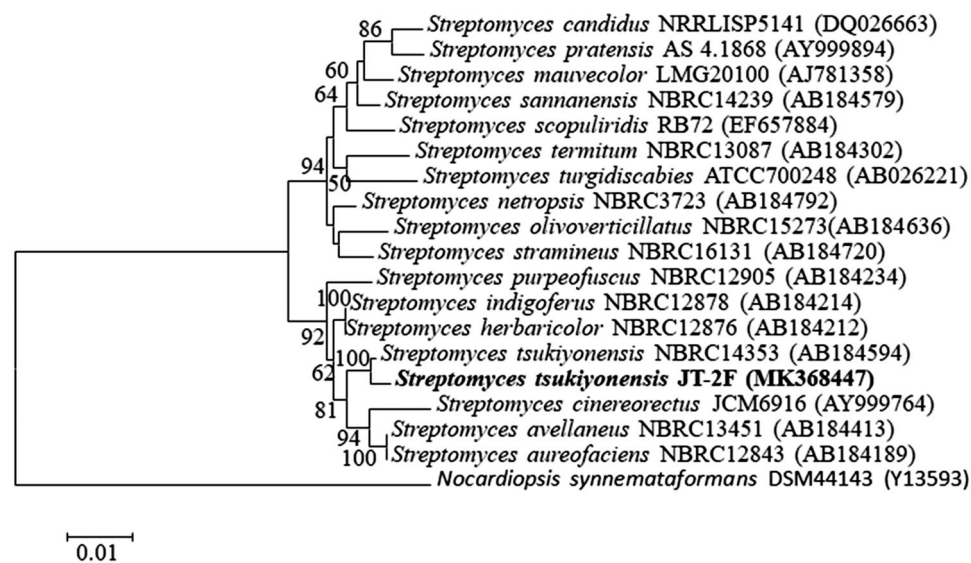 86
Streptomyces candidus NRRLISP5141 (DQ026663)
Streptomyces pratensis AS 4.1868 (AY999894)
60
Streptomyces mauvecolor LMG20100 (AJ781358)
64
Streptomyces sannanensis NBRC14239 (AB184579)
Streptomyces scopuliridis RB72 (EF657884)
Streptomyces termitum NBRC13087 (AB184302)
94
50
Streptomyces turgidiscabies ATCC700248 (AB026221)
Streptomyces netropsis NBRC3723 (AB184792)
Streptomyces olivoverticillatus NBRC15273(AB184636)
Streptomyces stramineus NBRC16131 (AB184720)
Streptomyces purpeofuscus NBRC12905 (AB184234)
100
Streptomyces indigoferus NBRC12878 (AB184214)
92
Streptomyces herbaricolor NBRC12876 (AB184212)
100
Streptomyces tsukiyonensis NBRC14353 (AB184594)
62
Streptomyces tsukiyonensis JT-2F (MK368447)
81
Streptomyces cinereorectus JCM6916 (AY999764)
94
Streptomyces avellaneus NBRC13451 (AB184413)
100
Streptomyces aureofaciens NBRC12843 (AB184189)
Nocardiopsis synnemataformans DSM44143 (Y13593)
0.01